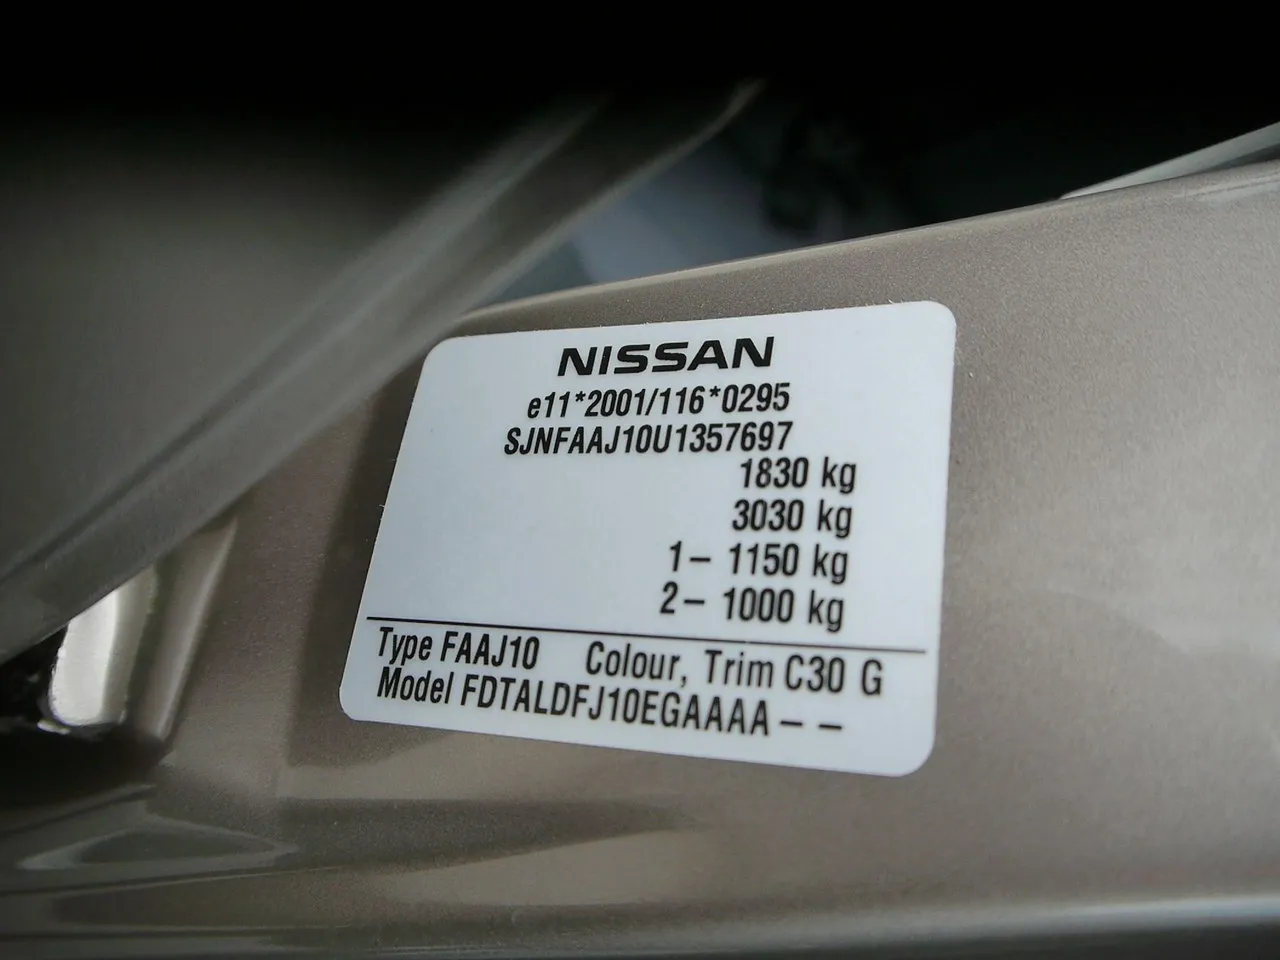 NISSAN
e11*2001/116*0295
SJNFAAJ10U1357697
1830 kg
3030 kg
1– 1150 kg
2– 1000 kg
Type FAAJ10 Colour, Trim C30 G
Model FDTALDFJ10EGAAAA– –